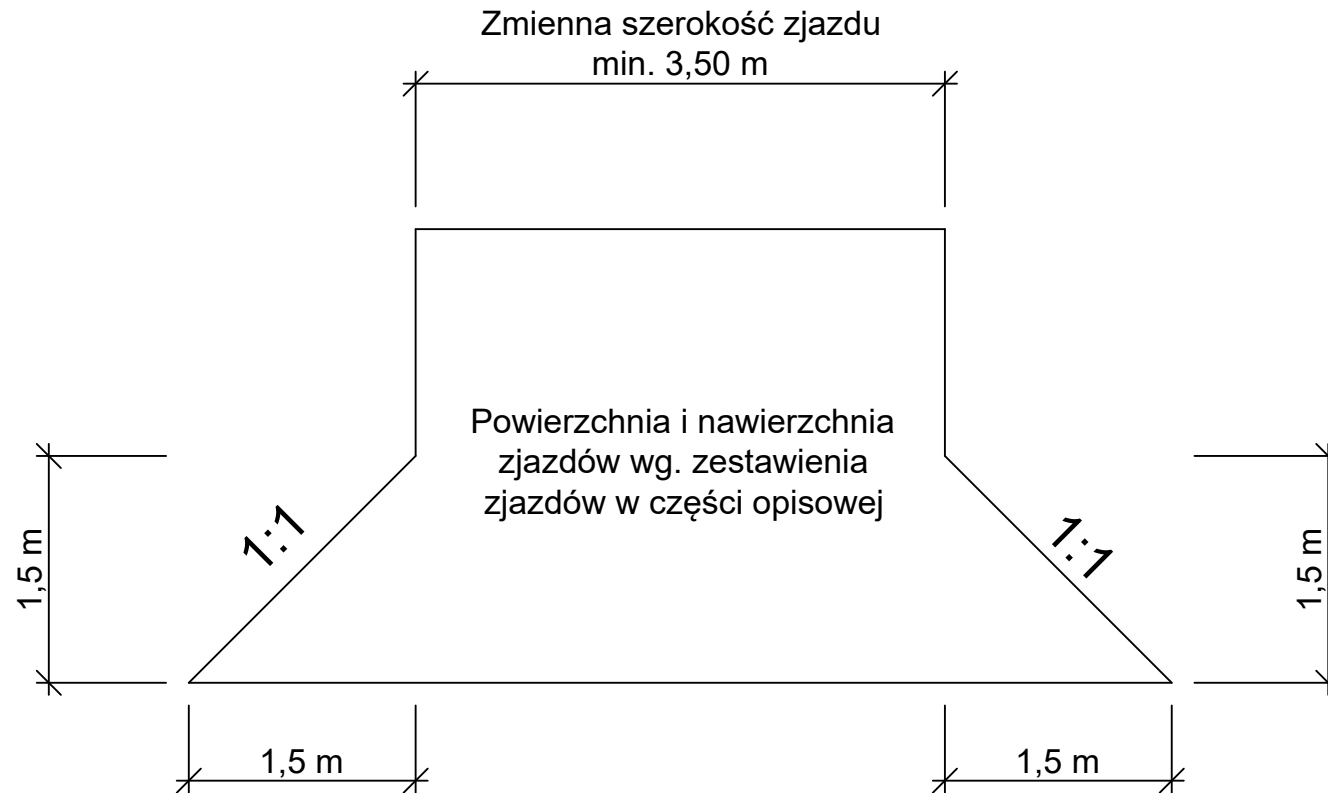 Zmienna szerokość zjazdu
min. 3,50 m
Powierzchnia i nawierzchnia
zjazdów wg. zestawienia
zjazdów w części opisowej
1:1
1:1
1,5 m
1,5 m
1,5 m
1,5 m